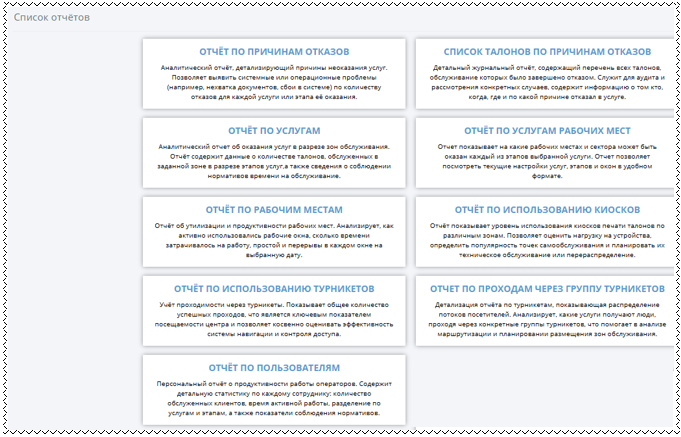 Список отчётов
ОТЧЁТ ПО ПРИЧИНАМ ОТКАЗОВ
Аналитический отчёт, детализирующий причины неоказания услуг.
Позволяет выявить системные или операционные проблемы
(например, нехватка документов, сбои в системе) по количеству
отказов для каждой услуги или этапа её оказания.
СПИСОК ТАЛОНОВ ПО ПРИЧИНАМ ОТКАЗОВ
Детальный журнальный отчёт, содержащий перечень всех талонов,
обслуживание которых было завершено отказом. Служит для аудита и
рассмотрения конкретных случаев, содержит информацию о том кто,
когда, где и по какой причине отказал в услуге.
ОТЧЁТ ПО УСЛУГАМ
Аналитический отчет об оказания услуг в разрезе зон обслуживания.
Отчёт содержит данные о количестве талонов, обслуженных в
заданной зоне в разрезе этапов услуг,а также сведения о соблюдении
нормативов времени на обслуживание.
ОТЧЁТ ПО УСЛУГАМ РАБОЧИХ МЕСТ
Отчет показывает на какие рабочих местах и сектора может быть
оказан каждый из этапов выбранной услуги. Отчет позволяет
посмотреть текущие настройки услуг, этапов и окон в удобном
формате.
ОТЧЁТ ПО РАБОЧИМ МЕСТАМ
Отчёт об утилизации и продуктивности рабочих мест. Анализирует, как
активно использовались рабочие окна, сколько времени
затрачивалось на работу, простой и перерывы в каждом окне на
выбранную дату.
ОТЧЁТ ПО ИСПОЛЬЗОВАНИЮ КИОСКОВ
Отчёт показывает уровень использования киосков печати талонов по
различным зонам. Позволяет оценить нагрузку на устройства,
определить популярность точек самообслуживания и планировать их
техническое обслуживание или перераспределение.
ОТЧЁТ ПО ИСПОЛЬЗОВАНИЮ ТУРНИКЕТОВ
Учёт проходимости через турникеты. Показывает общее количество
успешных проходов, что является ключевым показателем
посещаемости центра и позволяет косвенно оценивать эффективность
системы навигации и контроля доступа.
ОТЧЕТ ПО ПРОХОДАМ ЧЕРЕЗ ГРУППУ ТУРНИКЕТОВ
Детализация отчёта по турникетам, показывающая распределение
потоков посетителей. Анализирует, какие услуги получают люди,
проходя через конкретные группы турникетов, что помогает в анализе
маршрутизации и планировании размещения зон обслуживания.
ОТЧЁТ ПО ПОЛЬЗОВАТЕЛЯМ
Персональный отчёт о продуктивности работы операторов. Содержит
детальную статистику по каждому сотруднику: количество
обслуженных клиентов, время активной работы, разделение по
услугам и этапам, а также показатели соблюдения нормативов.